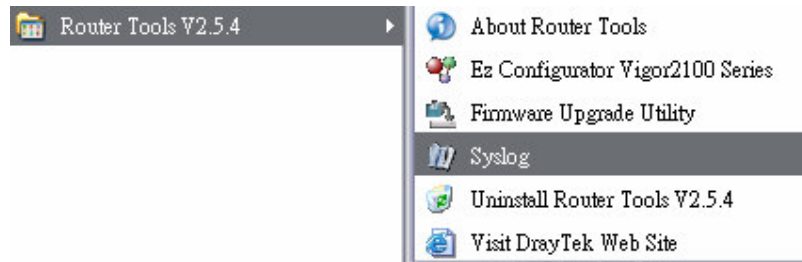 Router Tools V2.5.4
About Router Tools
Ez Configurator Vigor2100 Series
Firmware Upgrade Utility
Syslog
Uninstall Router Tools V2.5.4
Visit DrayTek Web Site